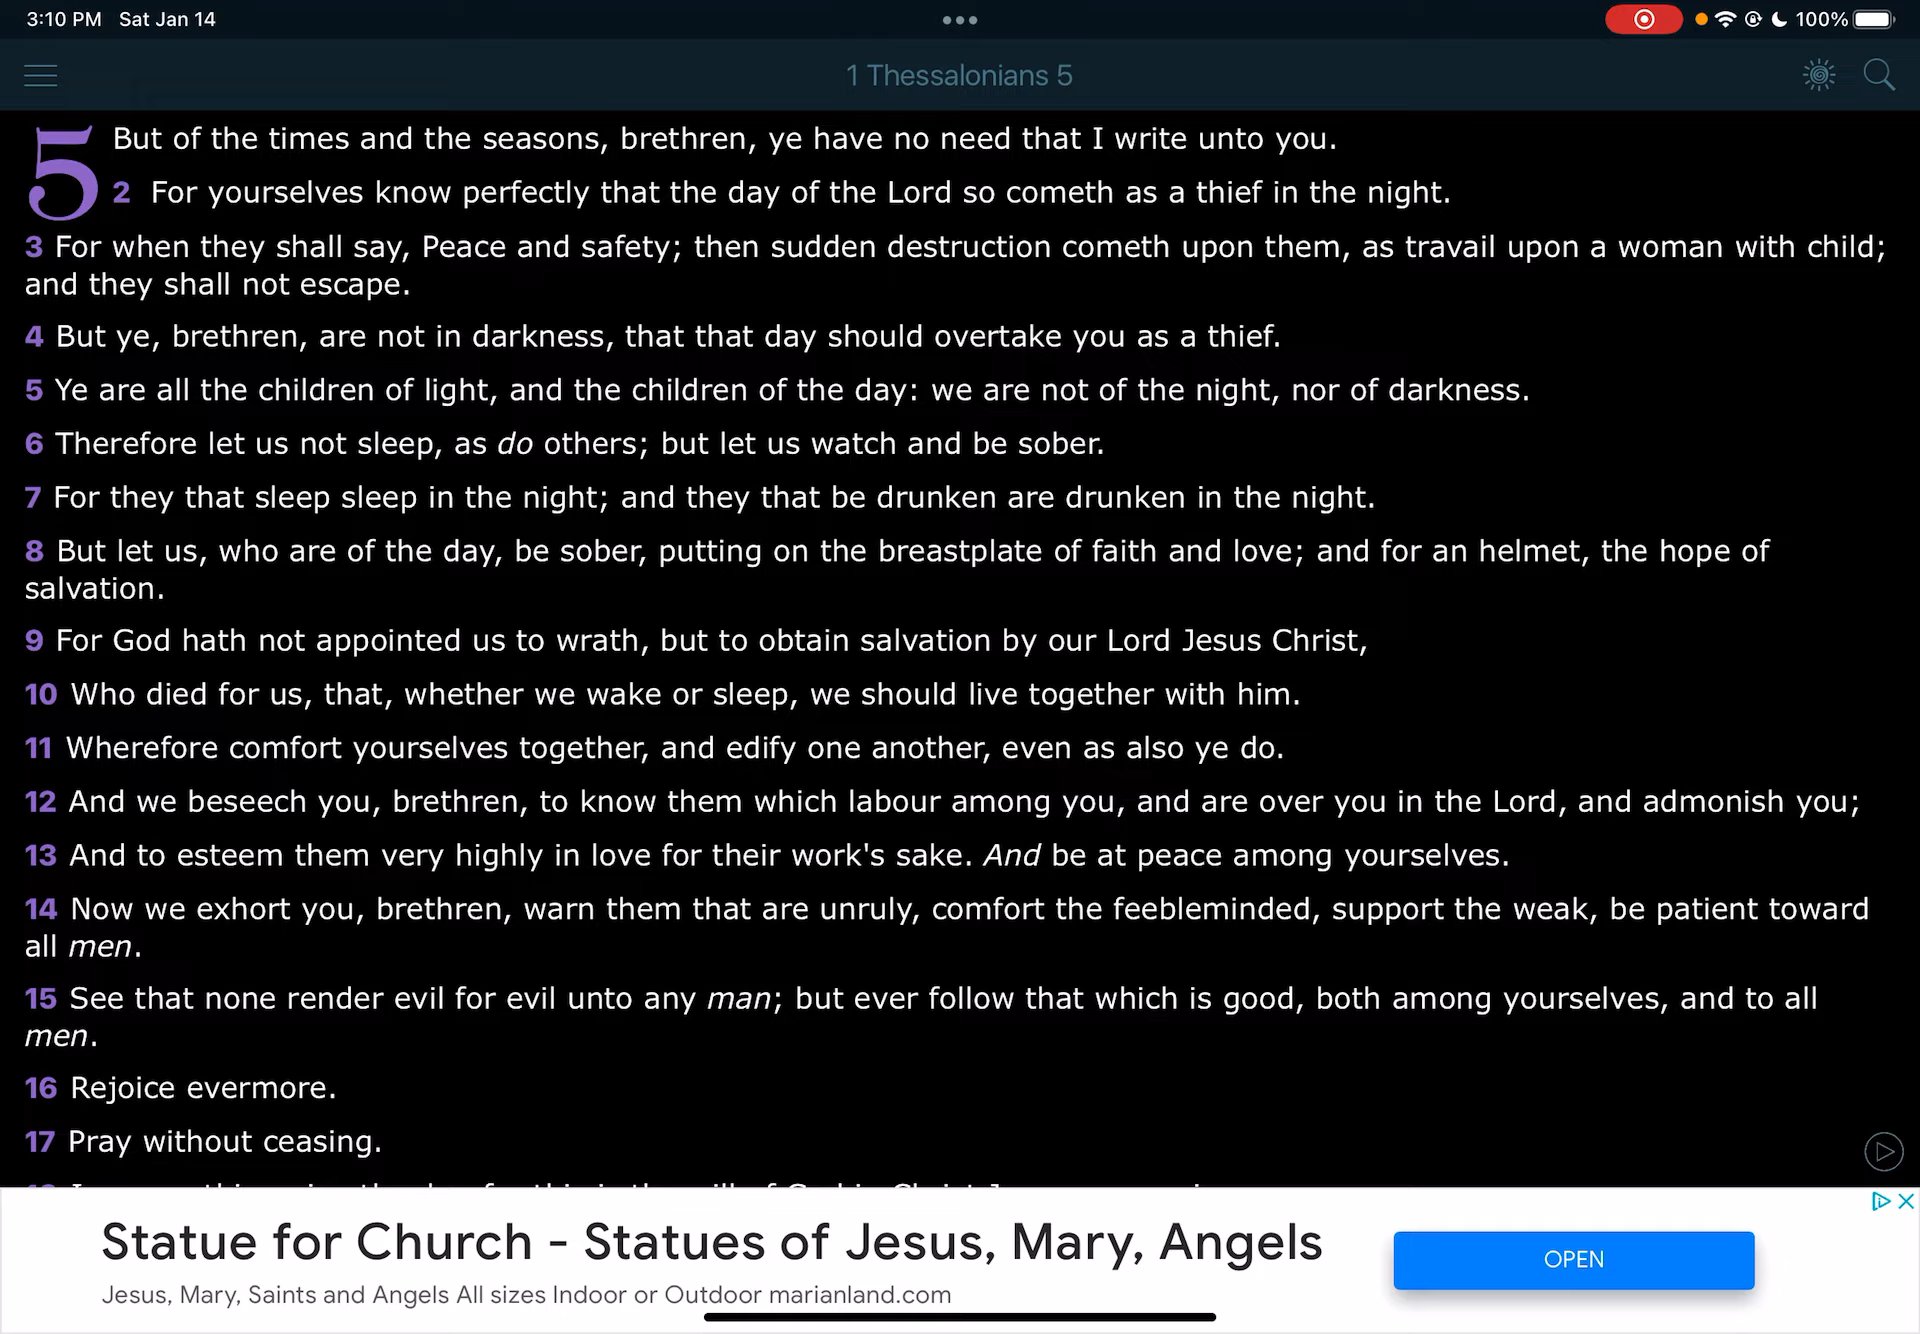 3:10 PM Sat Jan 14
100%
1 Thessalonians 5
5 But of the times and the seasons, brethren, ye have no need that I write unto you.
2 For yourselves know perfectly that the day of the Lord so cometh as a thief in the night.
3 For when they shall say, Peace and safety; then sudden destruction cometh upon them, as travail upon a woman with child;
and they shall not escape.
4 But ye, brethren, are not in darkness, that that day should overtake you as a thief.
5 Ye are all the children of light, and the children of the day: we are not of the night, nor of darkness.
6 Therefore let us not sleep, as do others; but let us watch and be sober.
7 For they that sleep sleep in the night; and they that be drunken are drunken in the night.
8 But let us, who are of the day, be sober, putting on the breastplate of faith and love; and for an helmet, the hope of
salvation.
9 For God hath not appointed us to wrath, but to obtain salvation by our Lord Jesus Christ,
10 Who died for us, that, whether we wake or sleep, we should live together with him.
11 Wherefore comfort yourselves together, and edify one another, even as also ye do.
12 And we beseech you, brethren, to know them which labour among you, and are over you in the Lord, and admonish you;
13 And to esteem them very highly in love for their work's sake. And be at peace among yourselves.
14 Now we exhort you, brethren, warn them that are unruly, comfort the feebleminded, support the weak, be patient toward
all men.
15 See that none render evil for evil unto any man; but ever follow that which is good, both among yourselves, and to all
men.
16 Rejoice evermore.
17 Pray without ceasing.
Statue for Church - Statues of Jesus, Mary, Angels
Jesus, Mary, Saints and Angels All sizes Indoor or Outdoor marianland.com
OPEN